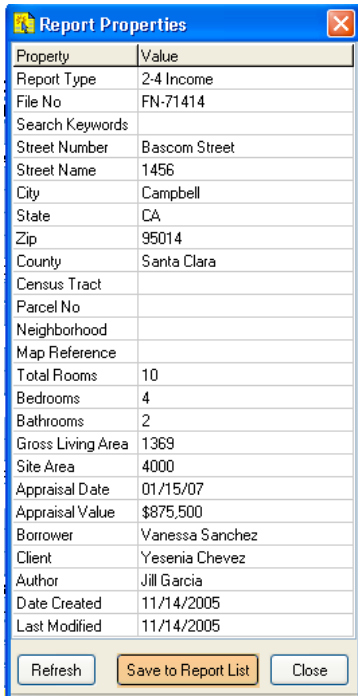 Report Properties
Property Value
Report Type 2-4 Income
File No FN-71414
Search Keywords
Street Number Bascom Street
Street Name 1456
City Campbell
State CA
Zip 95014
County Santa Clara
Census Tract
Parcel No
Neighborhood
Map Reference
Total Rooms 10
Bedrooms 4
Bathrooms 2
Gross Living Area 1369
Site Area 4000
Appraisal Date 01/15/07
Appraisal Value $875,500
Borrower Vanessa Sanchez
Client Yesenia Chevez
Author Jill Garcia
Date Created 11/14/2005
Last Modified 11/14/2005
Refresh Save to Report List Close